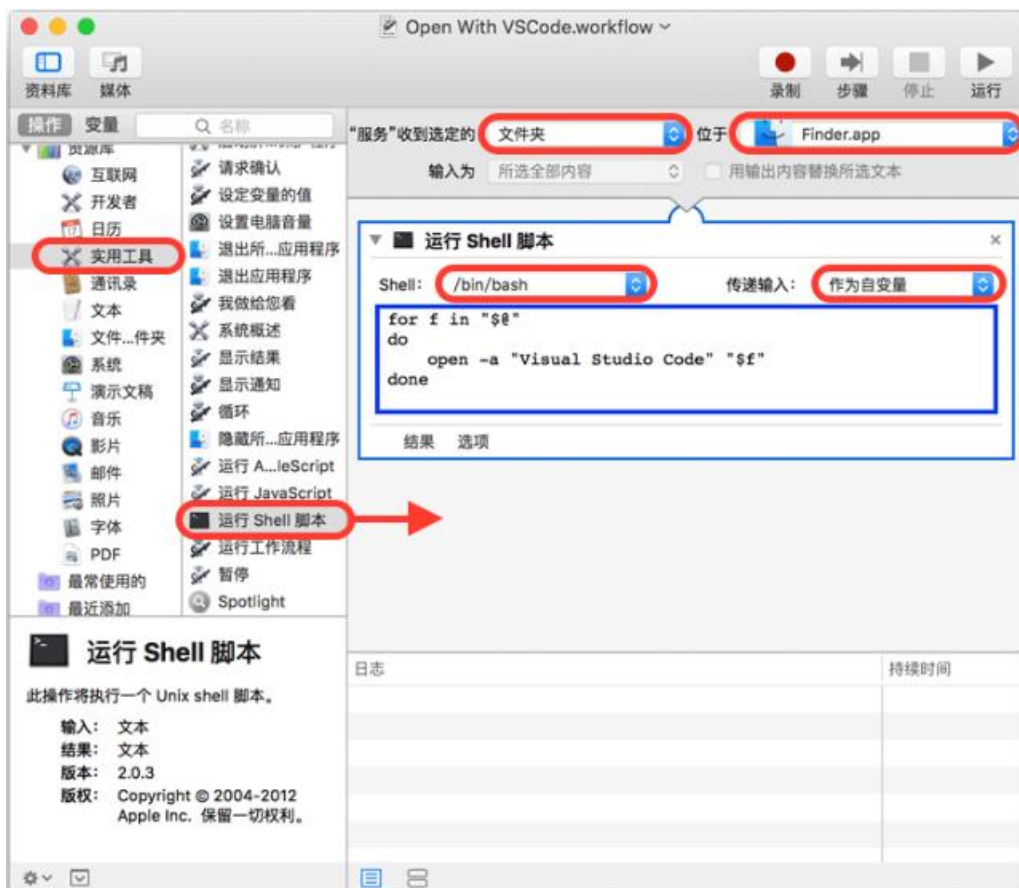 Open With VSCode.workflow
资料库 媒体
录制 步骤 停止 运行
操作 变量 名称
资源库
互联网
开发者
日历
实用工具
通讯录
文本
文件...件夹
系统
演示文稿
音乐
影片
邮件
照片
字体
PDF
最常使用的
最近添加
请求确认
设定变量的值
设置电脑音量
退出所...应用程序
退出应用程序
我做给您看
系统概述
显示结果
显示通知
循环
隐藏所...应用程序
运行 A...leScript
运行 JavaScript
运行 Shell 脚本
运行工作流程
暂停
Spotlight
“服务”收到选定的 文件夹 位于 Finder.app
输入为 所选全部内容 用输出内容替换所选文本
运行 Shell 脚本
Shell: /bin/bash 传递输入: 作为自变量
for f in "$@"
do
open -a "Visual Studio Code" "$f"
done
结果 选项
运行 Shell 脚本
此操作将执行一个 Unix shell 脚本。
输入: 文本
结果: 文本
版本: 2.0.3
版权: Copyright © 2004-2012
Apple Inc. 保留一切权利。
日志 持续时间